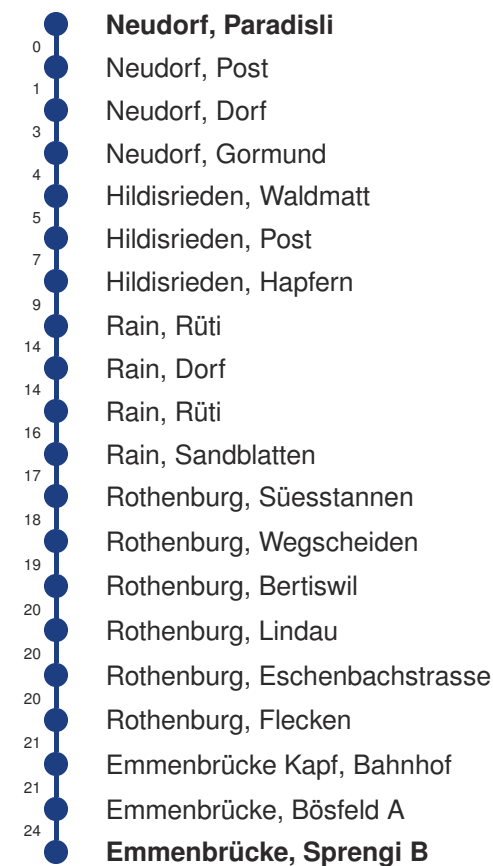 Neudorf, Paradisli
0
Neudorf, Post
1
Neudorf, Dorf
3
Neudorf, Gormund
4
Hildisrieden, Waldmatt
5
Hildisrieden, Post
7
Hildisrieden, Hapfern
9
Rain, Rüti
14
Rain, Dorf
14
Rain, Rüti
16
Rain, Sandblatten
17
Rothenburg, Süesstannen
18
Rothenburg, Wegscheiden
19
Rothenburg, Bertiswil
20
Rothenburg, Lindau
20
Rothenburg, Eschenbachstrasse
20
Rothenburg, Flecken
21
Emmenbrücke Kapf, Bahnhof
21
Emmenbrücke, Bösfeld A
24
Emmenbrücke, Sprengi B